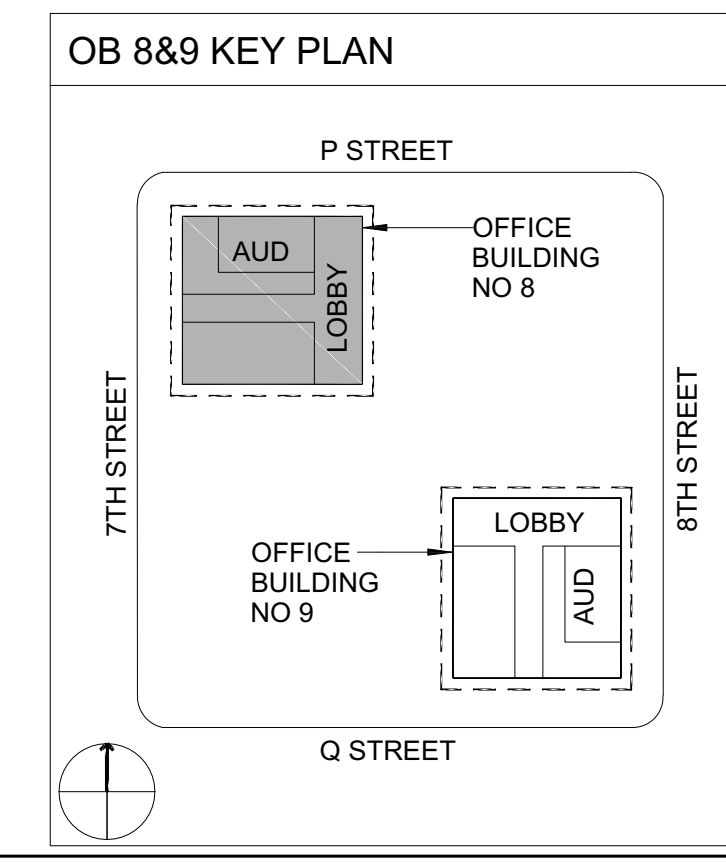 OB 8&9 KEY PLAN
P STREET
AUD
LOBBY
OFFICE
BUILDING
NO 8
7TH STREET
8TH STREET
LOBBY
AUD
OFFICE
BUILDING
NO 9
Q STREET